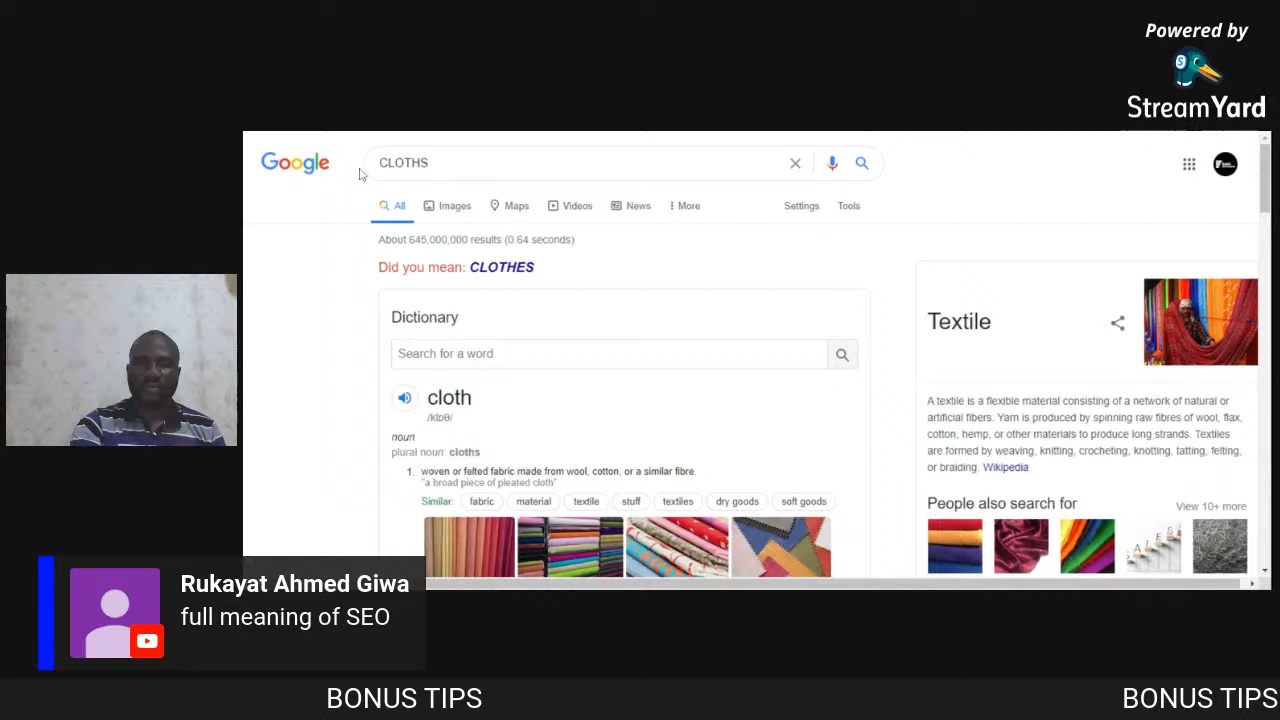 Powered by
StreamYard
Google
CLOTHS
All Images Maps Videos News More Settings Tools
About 645,000,000 results (0.64 seconds)
Did you mean: CLOTHES
Dictionary
Search for a word
cloth
/klɒθ/
noun
plural noun: cloths
1. woven or felted fabric made from wool, cotton, or a similar fibre.
"a broad piece of pleated cloth"
Similar: fabric material textile stuff textiles dry goods soft goods
Textile
A textile is a flexible material consisting of a network of natural or
artificial fibers. Yarn is produced by spinning raw fibres of wool, flax,
cotton, hemp, or other materials to produce long strands. Textiles
are formed by weaving, knitting, crocheting, knotting, tatting, felting,
or braiding. Wikipedia
People also search for View 10+ more
Rukayat Ahmed Giwa
full meaning of SEO
BONUS TIPS BONUS TIPS